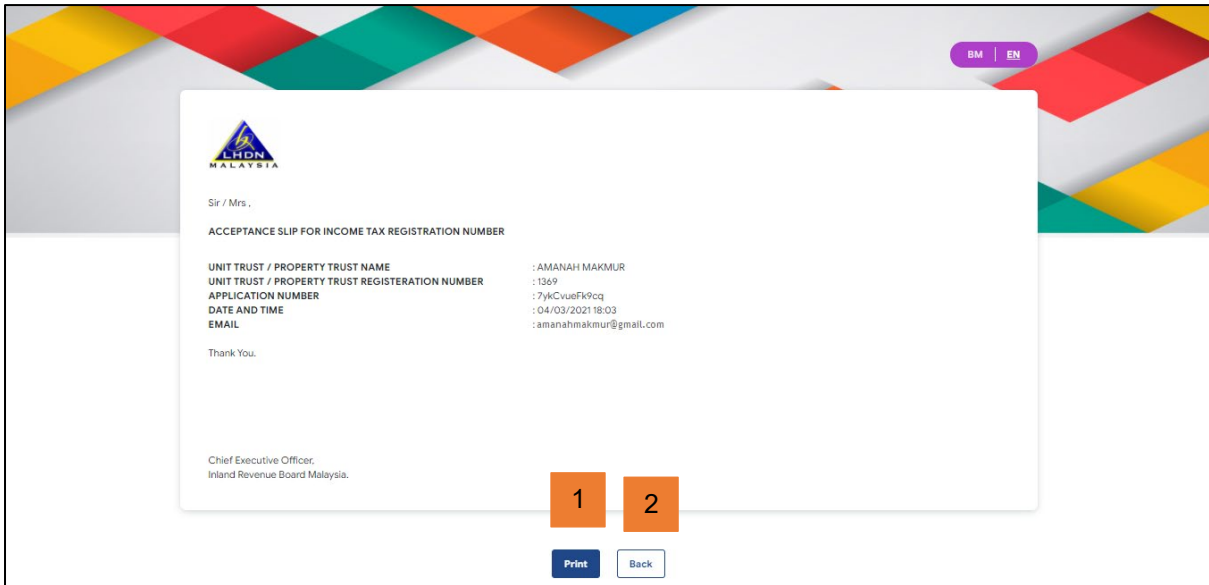 BM | EN
LHDN
MALAYSIA
Sir / Mrs ,
ACCEPTANCE SLIP FOR INCOME TAX REGISTRATION NUMBER
UNIT TRUST / PROPERTY TRUST NAME : AMANAH MAKMUR
UNIT TRUST / PROPERTY TRUST REGISTERATION NUMBER : 1369
APPLICATION NUMBER : 7ykCvueFk9cq
DATE AND TIME : 04/03/2021 18:03
EMAIL : amanahmakmur@gmail.com
Thank You.
Chief Executive Officer,
Inland Revenue Board Malaysia.
1 2
Print Back